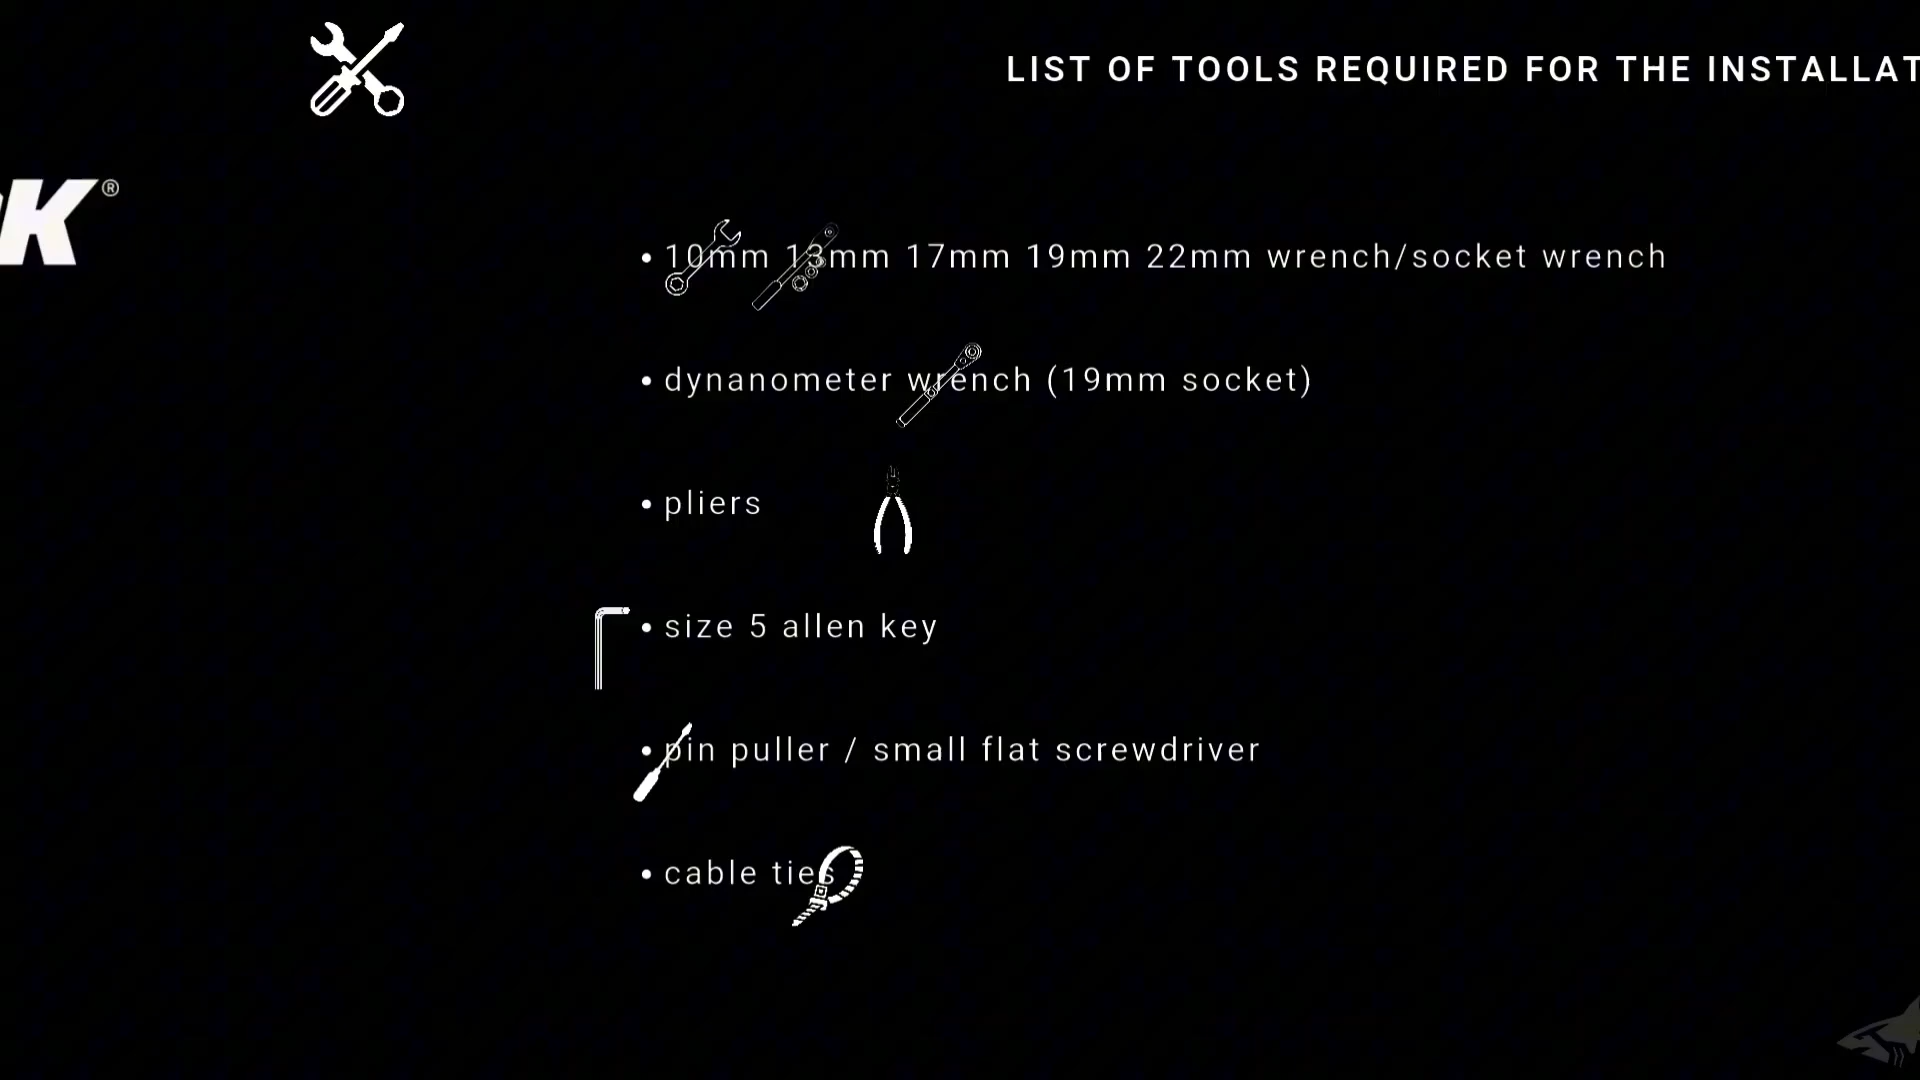 LIST OF TOOLS REQUIRED FOR THE INSTALLAT
K®
• 10mm 13mm 17mm 19mm 22mm wrench/socket wrench
• dynanometer wrench (19mm socket)
• pliers
• size 5 allen key
• pin puller / small flat screwdriver
• cable ties